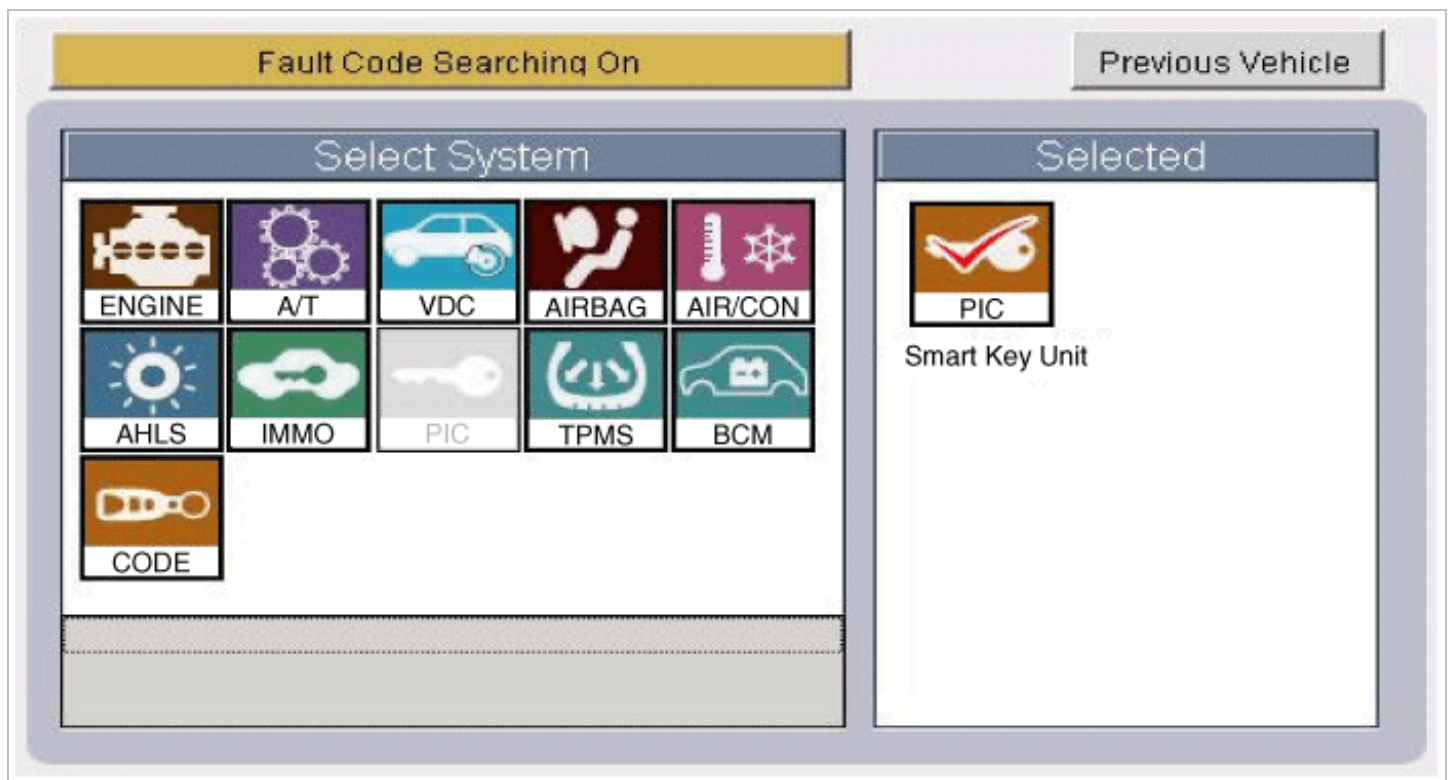 Fault Code Searching On
Previous Vehicle
Select System
Selected
ENGINE A/T VDC AIRBAG AIR/CON
PIC
Smart Key Unit
AHLS IMMO PIC TPMS BCM
CODE